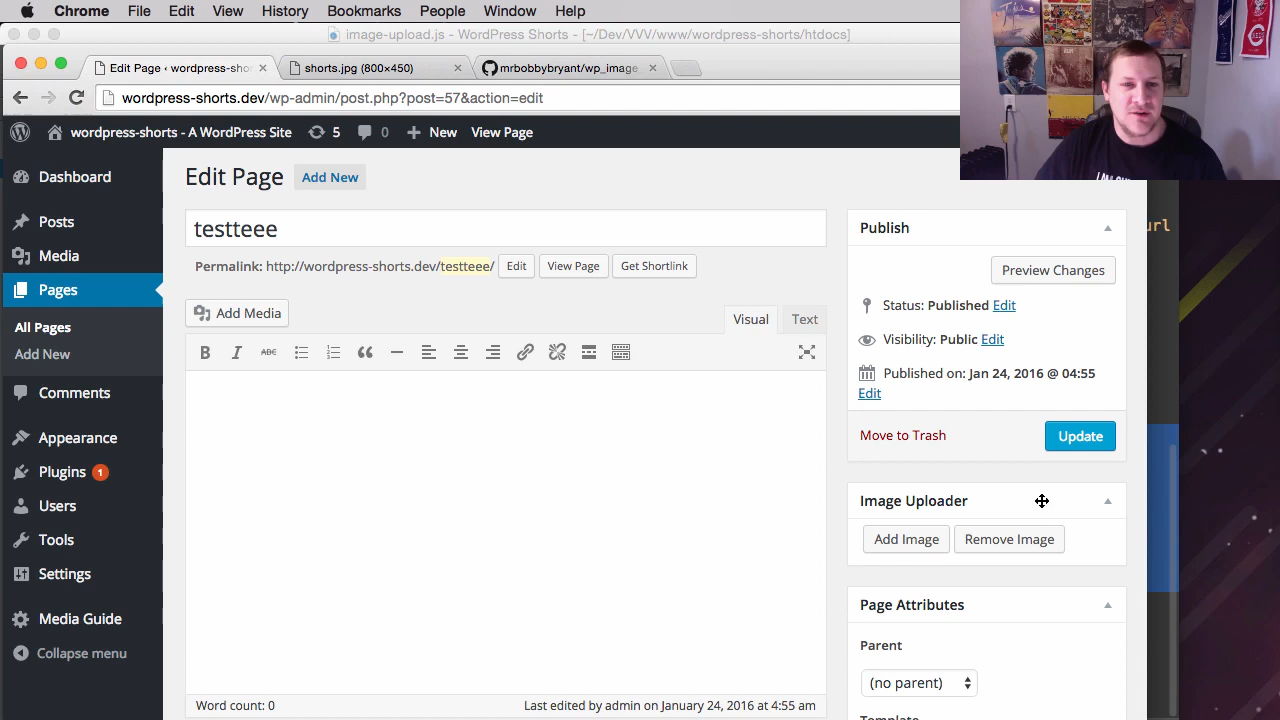 Chrome File Edit View History Bookmarks People Window Help
image-upload.js - WordPress Shorts - [~/Dev/VVV/www/wordpress-shorts/htdocs]
Edit Page ‹ wordpress-sho
shorts.jpg (800×450)
mrbobbybryant/wp_image
wordpress-shorts.dev/wp-admin/post.php?post=57&action=edit
wordpress-shorts - A WordPress Site 5 0 New View Page
Dashboard
Posts
Media
Pages
All Pages
Add New
Comments
Appearance
Plugins 1
Users
Tools
Settings
Media Guide
Collapse menu
Edit Page Add New
testteee
Permalink: http://wordpress-shorts.dev/testteee/ Edit View Page Get Shortlink
Add Media
Visual Text
B I ABC
Word count: 0 Last edited by admin on January 24, 2016 at 4:55 am
Publish
Preview Changes
Status: Published Edit
Visibility: Public Edit
Published on: Jan 24, 2016 @ 04:55
Edit
Move to Trash Update
Image Uploader
Add Image Remove Image
Page Attributes
Parent
(no parent)
Template
url